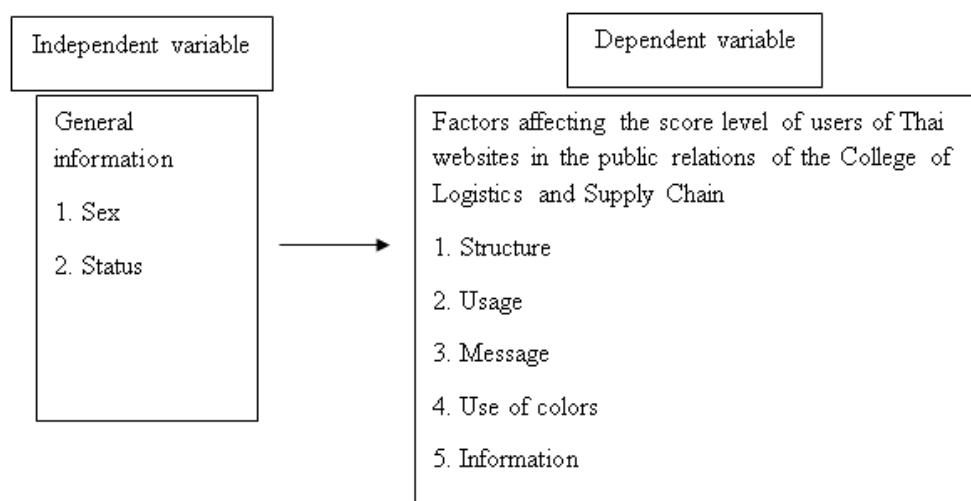 Independent variable
General
information
1. Sex
2. Status
Dependent variable
Factors affecting the score level of users of Thai
websites in the public relations of the College of
Logistics and Supply Chain
1. Structure
2. Usage
3. Message
4. Use of colors
5. Information